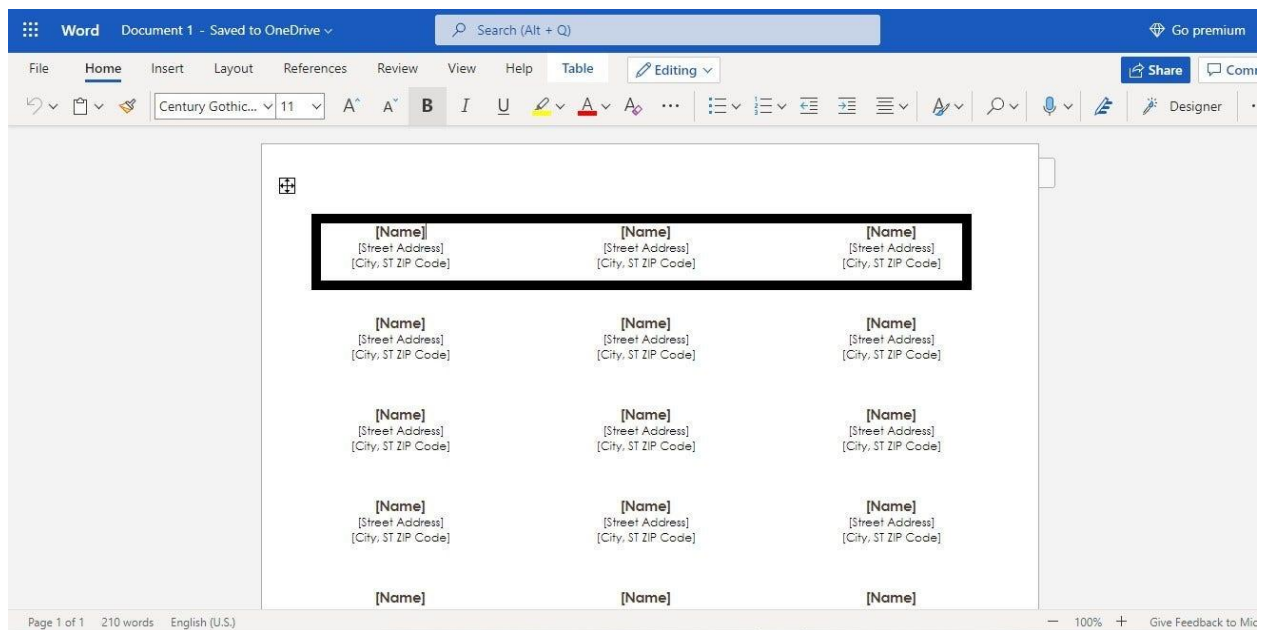 Word Document 1 - Saved to OneDrive Search (Alt + Q) Go premium
File Home Insert Layout References Review View Help Table Editing Share Comm
Century Gothic... 11 A A B I U A A ... Designer
[Name] [Name] [Name]
[Street Address] [Street Address] [Street Address]
[City, ST ZIP Code] [City, ST ZIP Code] [City, ST ZIP Code]
[Name] [Name] [Name]
[Street Address] [Street Address] [Street Address]
[City, ST ZIP Code] [City, ST ZIP Code] [City, ST ZIP Code]
[Name] [Name] [Name]
[Street Address] [Street Address] [Street Address]
[City, ST ZIP Code] [City, ST ZIP Code] [City, ST ZIP Code]
[Name] [Name] [Name]
[Street Address] [Street Address] [Street Address]
[City, ST ZIP Code] [City, ST ZIP Code] [City, ST ZIP Code]
[Name] [Name] [Name]
Page 1 of 1 210 words English (U.S.) 100% Give Feedback to Mic